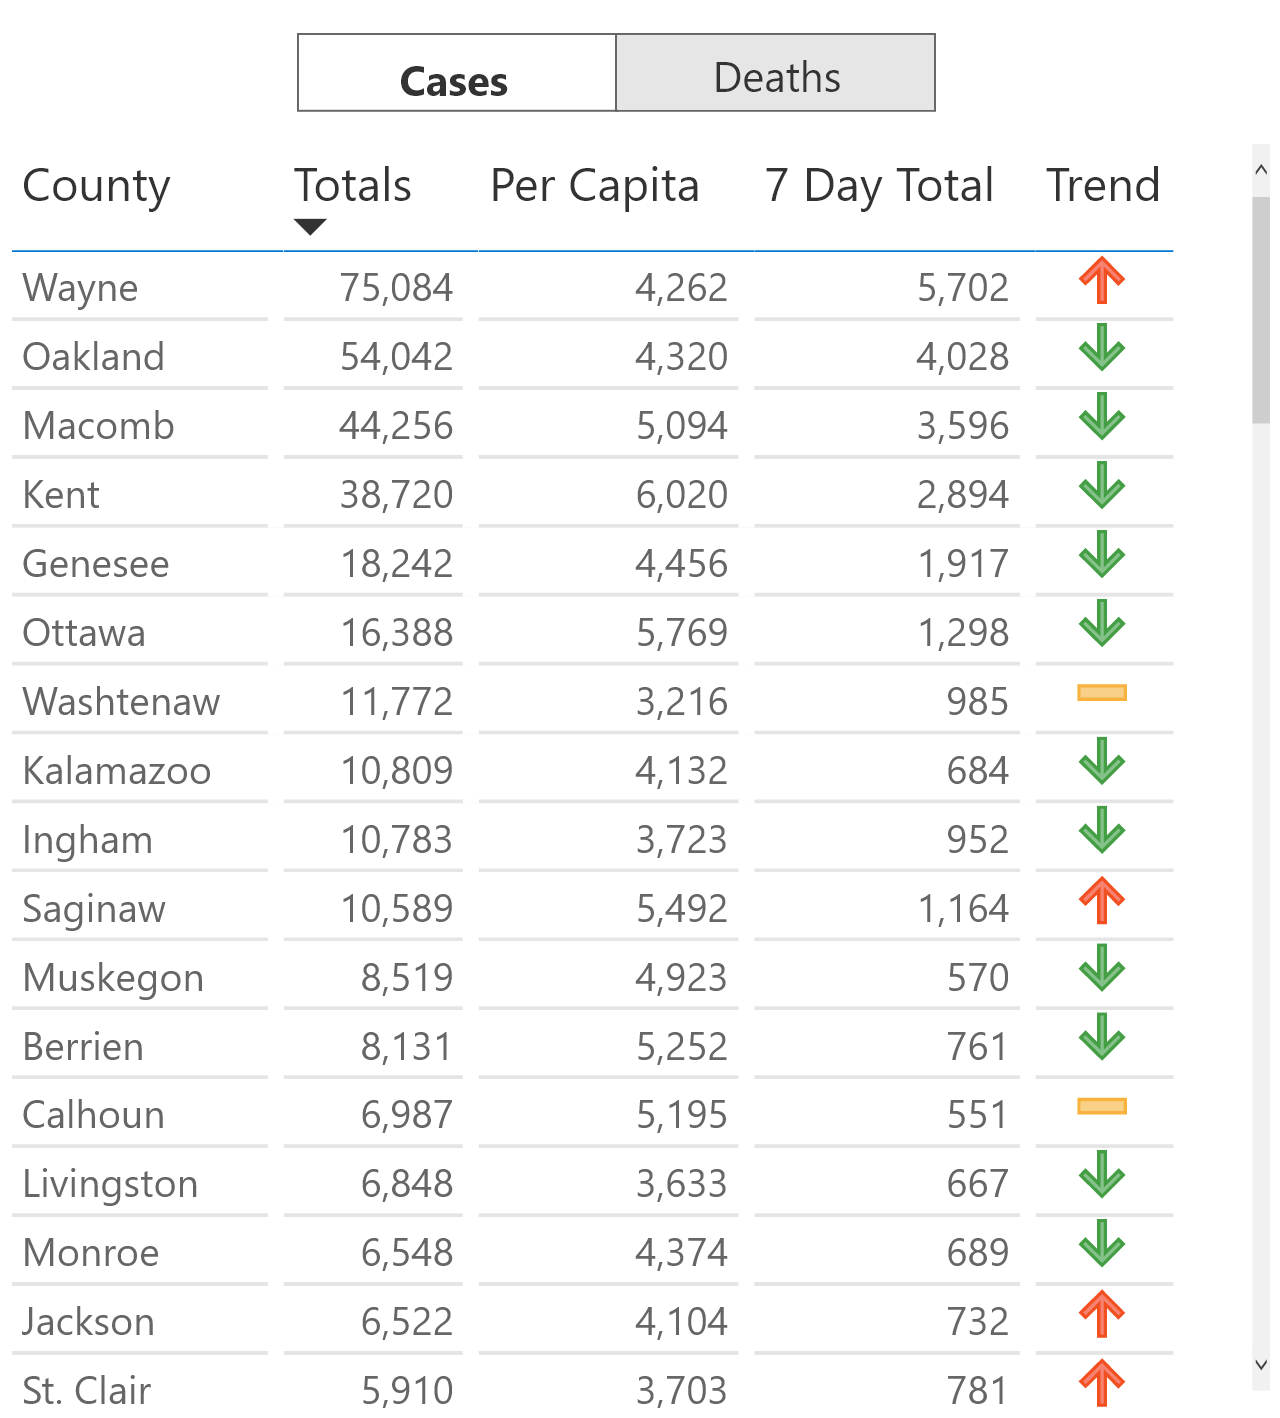 Cases Deaths
County Totals Per Capita 7 Day Total Trend
Wayne 75,084 4,262 5,702
Oakland 54,042 4,320 4,028
Macomb 44,256 5,094 3,596
Kent 38,720 6,020 2,894
Genesee 18,242 4,456 1,917
Ottawa 16,388 5,769 1,298
Washtenaw 11,772 3,216 985
Kalamazoo 10,809 4,132 684
Ingham 10,783 3,723 952
Saginaw 10,589 5,492 1,164
Muskegon 8,519 4,923 570
Berrien 8,131 5,252 761
Calhoun 6,987 5,195 551
Livingston 6,848 3,633 667
Monroe 6,548 4,374 689
Jackson 6,522 4,104 732
St. Clair 5,910 3,703 781